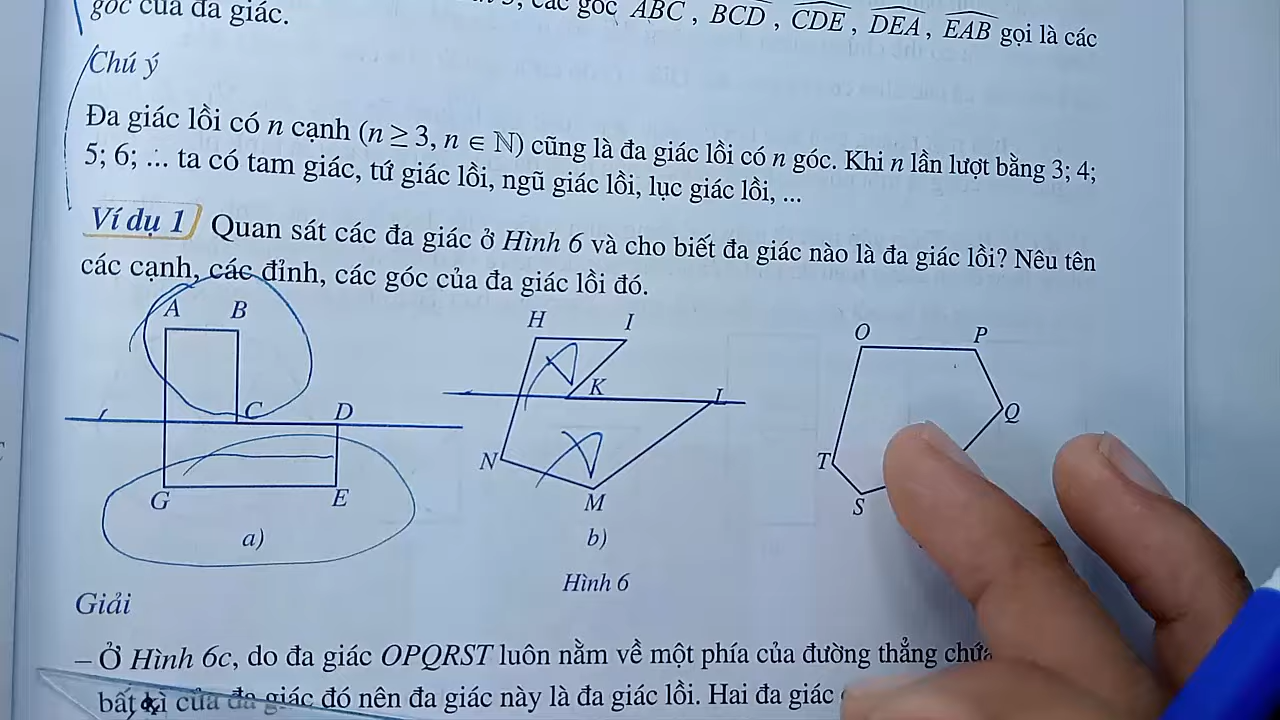 góc của đa giác. các góc ABC, BCD, CDE, DEA, EAB gọi là các
Chú ý
Đa giác lồi có n cạnh (n ≥ 3, n ∈ ℕ) cũng là đa giác lồi có n góc. Khi n lần lượt bằng 3; 4;
5; 6; ... ta có tam giác, tứ giác lồi, ngũ giác lồi, lục giác lồi, ...
Ví dụ 1 Quan sát các đa giác ở Hình 6 và cho biết đa giác nào là đa giác lồi? Nêu tên
các cạnh, các đỉnh, các góc của đa giác lồi đó.
A B H I O P
C D K L Q
G E N M T S
a) b)
Hình 6
Giải
– Ở Hình 6c, do đa giác OPQRST luôn nằm về một phía của đường thẳng chứa
bất kì của đa giác đó nên đa giác này là đa giác lồi. Hai đa giác